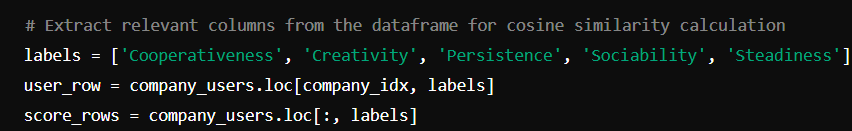 # Extract relevant columns from the dataframe for cosine similarity calculation
labels = ['Cooperativeness', 'Creativity', 'Persistence', 'Sociability', 'Steadiness']
user_row = company_users.loc[company_idx, labels]
score_rows = company_users.loc[:, labels]